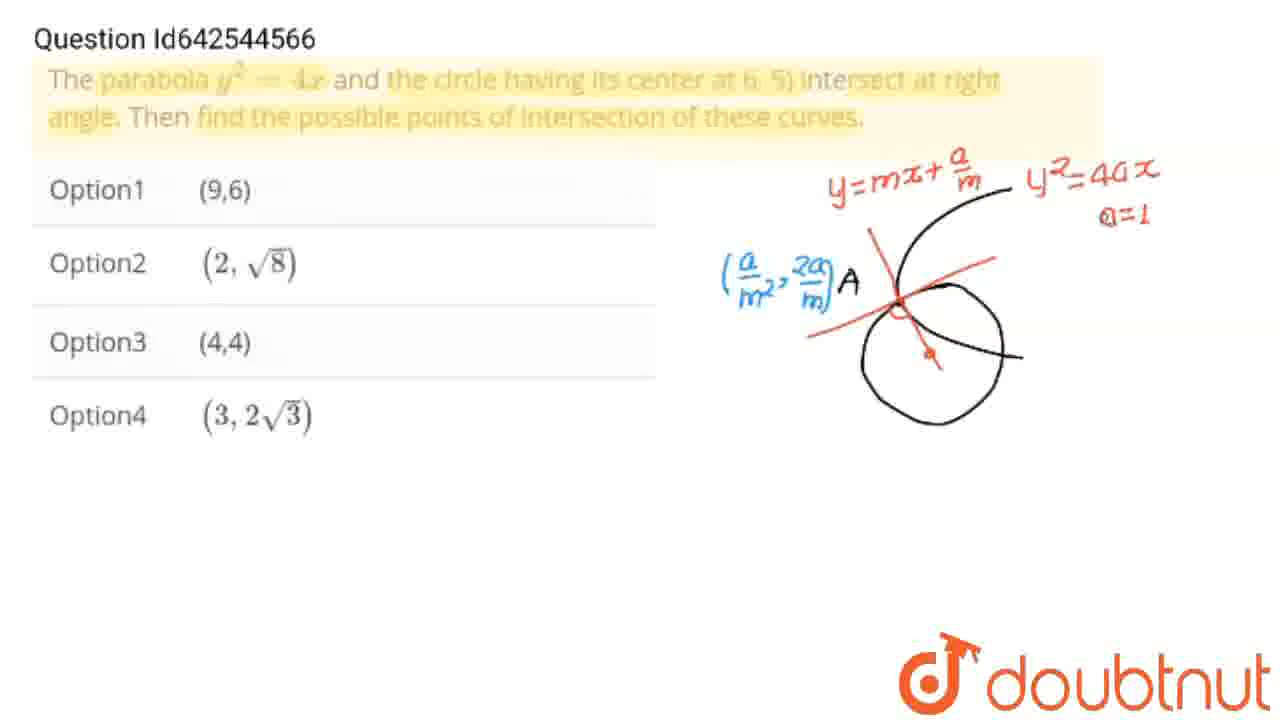 Question Id642544566
The parabola y² = 4x and the circle having its center at 6, 5) intersect at right
angle. Then find the possible points of intersection of these curves.
Option1 (9,6)
Option2 (2, √8)
Option3 (4,4)
Option4 (3, 2√3)
y=mx+a/m
y²=4ax
a=1
(a/m², 2a/m) A
doubtnut